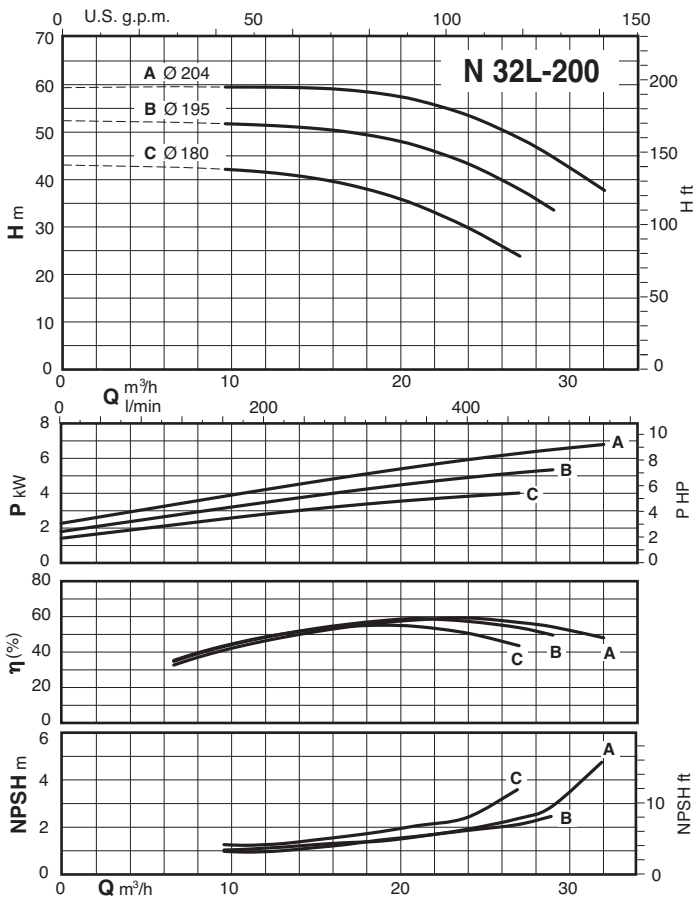 0 U.S. g.p.m. 50 100 150
N 32L-200
70
60
50
40
30
20
10
0
H m
A Ø 204
B Ø 195
C Ø 180
200
150
100
50
0
H ft
0 10 20 30
Q m³/h
l/min
0 200 400
8
6
4
2
0
P kW
A
B
C
10
8
6
4
2
0
P HP
80
60
40
20
0
η (%)
C B A
6
4
2
0
NPSH m
C
A
B
10
0
NPSH ft
0 Q m³/h 10 20 30